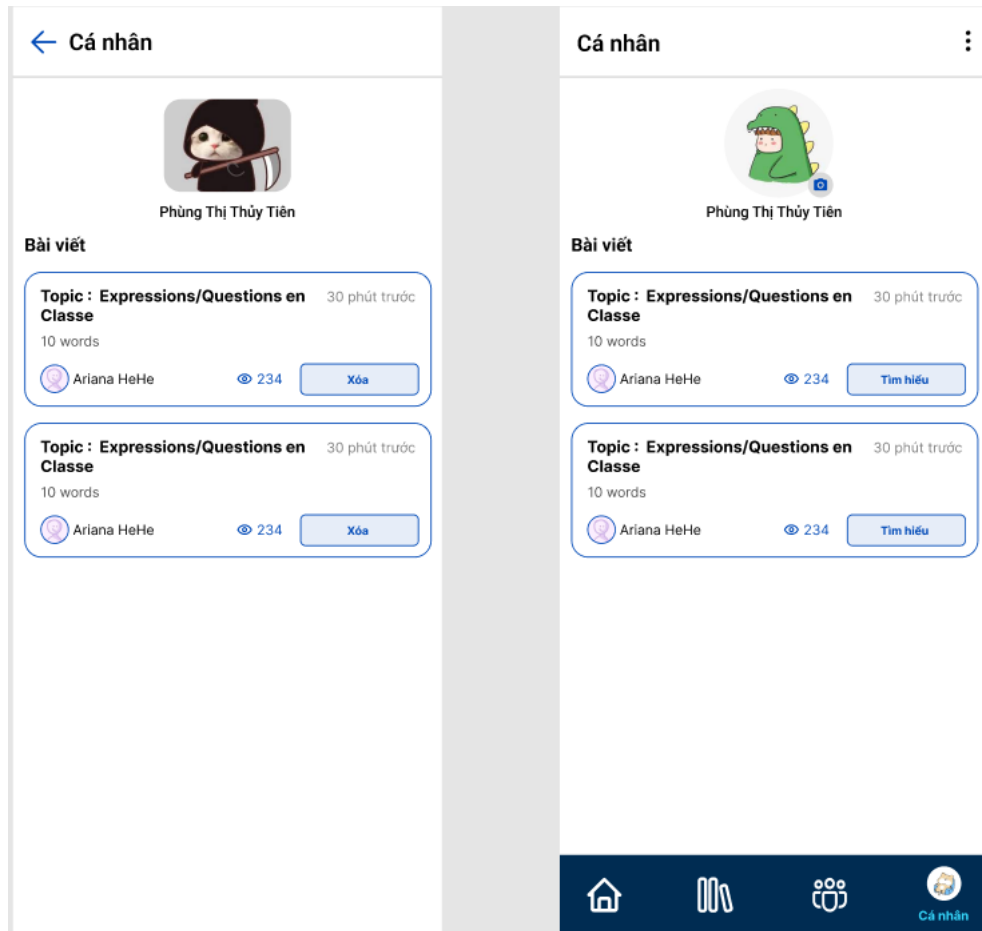 Cá nhân
Phùng Thị Thủy Tiên
Bài viết
Topic : Expressions/Questions en
Classe
30 phút trước
10 words
Ariana HeHe
234
Xóa
Topic : Expressions/Questions en
Classe
30 phút trước
10 words
Ariana HeHe
234
Xóa
Cá nhân
Phùng Thị Thủy Tiên
Bài viết
Topic : Expressions/Questions en
Classe
30 phút trước
10 words
Ariana HeHe
234
Tìm hiểu
Topic : Expressions/Questions en
Classe
30 phút trước
10 words
Ariana HeHe
234
Tìm hiểu
Cá nhân